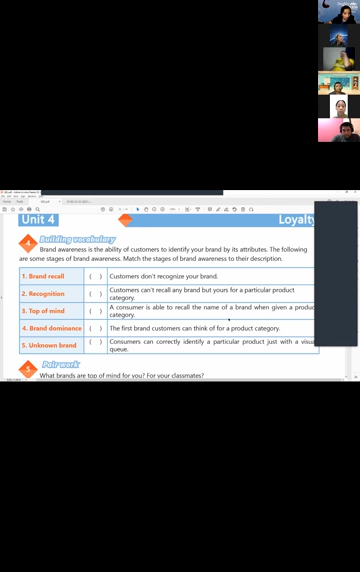 Unit 4
Loyalty
4
Building vocabulary
Brand awareness is the ability of customers to identify your brand by its attributes. The following
are some stages of brand awareness. Match the stages of brand awareness to their description.
1. Brand recall ( ) Customers don't recognize your brand.
2. Recognition ( ) Customers can't recall any brand but yours for a particular product
category.
3. Top of mind ( ) A consumer is able to recall the name of a brand when given a product
category.
4. Brand dominance ( ) The first brand customers can think of for a product category.
5. Unknown brand ( ) Consumers can correctly identify a particular product just with a visual
queue.
5
Pair work
What brands are top of mind for you? For your classmates?